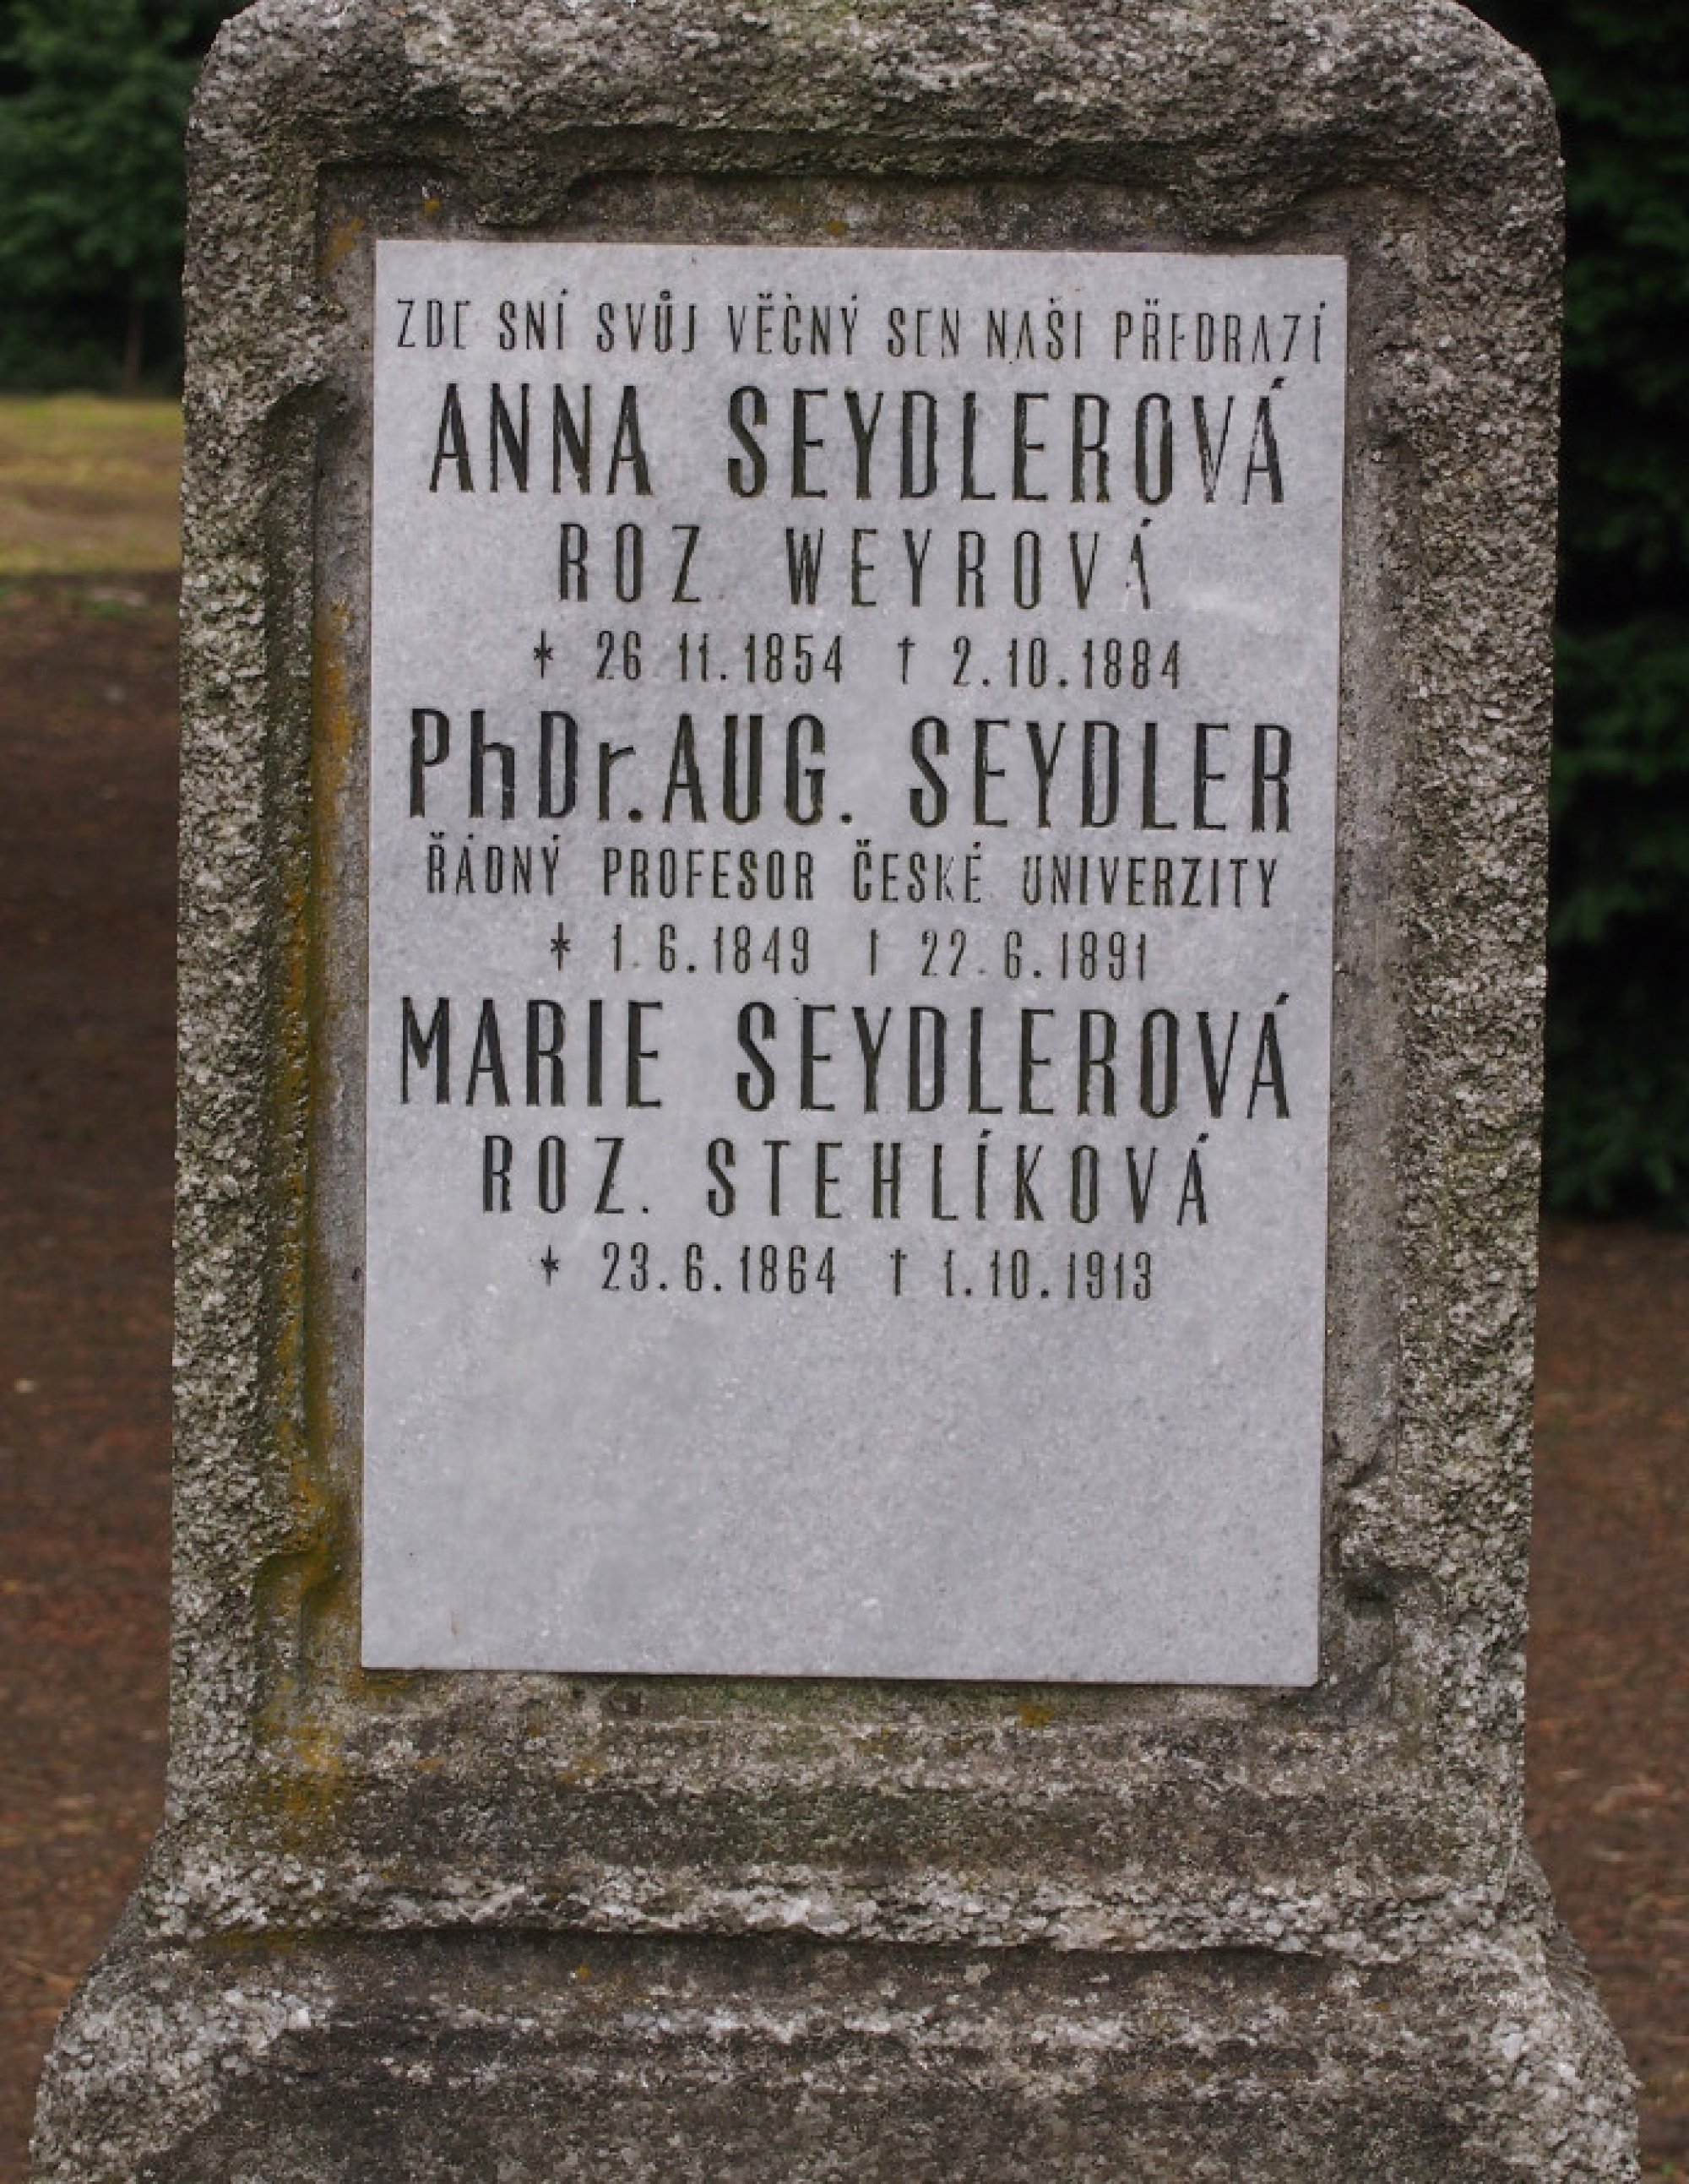 ZDE SNÍ SVŮJ VĚČNÝ SEN NAŠI PŘEDRAZÍ
ANNA SEYDLEROVÁ
ROZ. WEYROVÁ
* 26.11.1854 † 2.10.1884
PhDr. AUG. SEYDLER
ŘÁDNÝ PROFESOR ČESKÉ UNIVERZITY
* 1.6.1849 † 22.6.1891
MARIE SEYDLEROVÁ
ROZ. STEHLÍKOVÁ
* 23.6.1864 † 1.10.1913